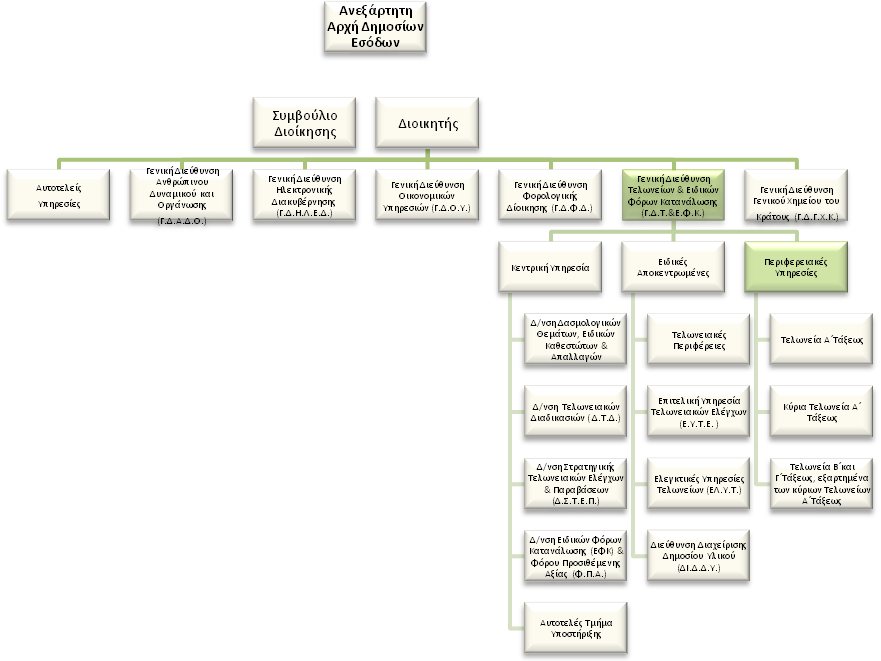 Ανεξάρτητη
Αρχή Δημοσίων
Εσόδων
Συμβούλιο
Διοίκησης
Διοικητής
Αυτοτελείς
Υπηρεσίες
Γενική Διεύθυνση
Ανθρώπινου
Δυναμικού και
Οργάνωσης
(Γ.Δ.Α.Δ.Ο.)
Γενική Διεύθυνση
Ηλεκτρονικής
Διακυβέρνησης
(Γ.Δ.ΗΛ.Ε.Δ.)
Γενική Διεύθυνση
Οικονομικών
Υπηρεσιών (Γ.Δ.Ο.Υ.)
Γενική Διεύθυνση
Φορολογικής
Διοίκησης (Γ.Δ.Φ.Δ.)
Γενική Διεύθυνση
Τελωνείων & Ειδικών
Φόρων Κατανάλωσης
(Γ.Δ.Τ.&Ε.Φ.Κ.)
Γενική Διεύθυνση
Γενικού Χημείου του
Κράτους (Γ.Δ.Γ.Χ.Κ.)
Κεντρική Υπηρεσία
Ειδικές
Αποκεντρωμένες
Περιφερειακές
Υπηρεσίες
Δ/νση Δασμολογικών
Θεμάτων, Ειδικών
Καθεστώτων &
Απαλλαγών
Δ/νση Τελωνειακών
Διαδικασιών (Δ.Τ.Δ.)
Δ/νση Στρατηγικής
Τελωνειακών Ελέγχων
& Παραβάσεων
(Δ.Σ.Τ.Ε.Π.)
Δ/νση Ειδικών Φόρων
Κατανάλωσης (ΕΦΚ) &
Φόρου Προστιθέμενης
Αξίας (Φ.Π.Α.)
Αυτοτελές Τμήμα
Υποστήριξης
Τελωνειακές
Περιφέρειες
Επιτελική Υπηρεσία
Τελωνειακών Ελέγχων
(Ε.Υ.Τ.Ε.)
Ελεγκτικές Υπηρεσίες
Τελωνείων (ΕΛ.Υ.Τ.)
Διεύθυνση Διαχείρισης
Δημοσίου Υλικού
(ΔΙ.Δ.Δ.Υ.)
Τελωνεία Α΄Τάξεως
Κύρια Τελωνεία Α΄
Τάξεως
Τελωνεία Β΄και
Γ΄Τάξεως, εξαρτημένα
των κύριων Τελωνείων
Α΄Τάξεως